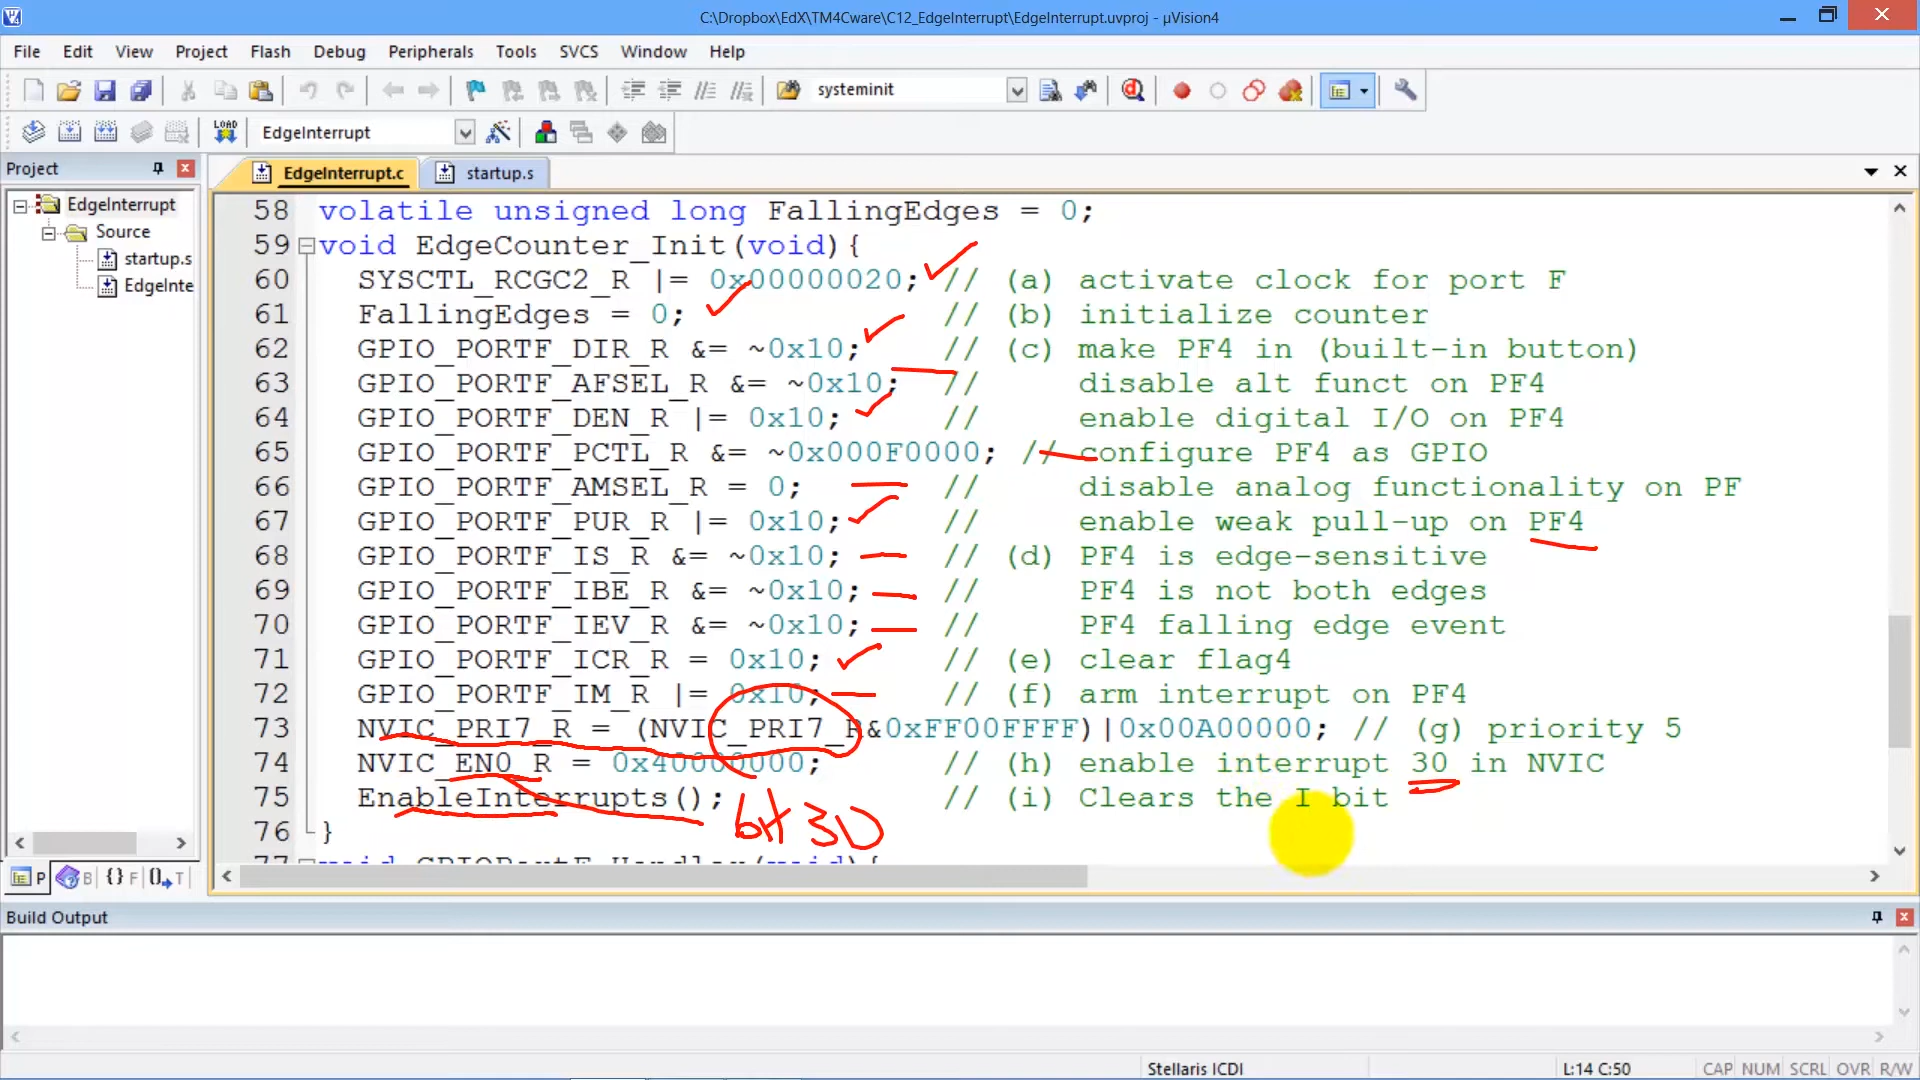 C:\Dropbox\EdX\TM4Cware\C12_EdgeInterrupt\EdgeInterrupt.uvproj - µVision4
File Edit View Project Flash Debug Peripherals Tools SVCS Window Help
systeminit
LOAD EdgeInterrupt
Project
EdgeInterrupt.c startup.s
EdgeInterrupt
Source
startup.s
EdgeInte
58 volatile unsigned long FallingEdges = 0;
59 void EdgeCounter_Init(void){
60 SYSCTL_RCGC2_R |= 0x00000020; // (a) activate clock for port F
61 FallingEdges = 0; // (b) initialize counter
62 GPIO_PORTF_DIR_R &= ~0x10; // (c) make PF4 in (built-in button)
63 GPIO_PORTF_AFSEL_R &= ~0x10; // disable alt funct on PF4
64 GPIO_PORTF_DEN_R |= 0x10; // enable digital I/O on PF4
65 GPIO_PORTF_PCTL_R &= ~0x000F0000; // configure PF4 as GPIO
66 GPIO_PORTF_AMSEL_R = 0; // disable analog functionality on PF
67 GPIO_PORTF_PUR_R |= 0x10; // enable weak pull-up on PF4
68 GPIO_PORTF_IS_R &= ~0x10; // (d) PF4 is edge-sensitive
69 GPIO_PORTF_IBE_R &= ~0x10; // PF4 is not both edges
70 GPIO_PORTF_IEV_R &= ~0x10; // PF4 falling edge event
71 GPIO_PORTF_ICR_R = 0x10; // (e) clear flag4
72 GPIO_PORTF_IM_R |= 0x10; // (f) arm interrupt on PF4
73 NVIC_PRI7_R = (NVIC_PRI7_R&0xFF00FFFF)|0x00A00000; // (g) priority 5
74 NVIC_EN0_R = 0x40000000; // (h) enable interrupt 30 in NVIC
75 EnableInterrupts(); // (i) Clears the I bit
bit 30
76 }
77 void GPIOPortF_Handler(void){
P B {} F T
Build Output
Stellaris ICDI L:14 C:50 CAP NUM SCRL OVR R/W